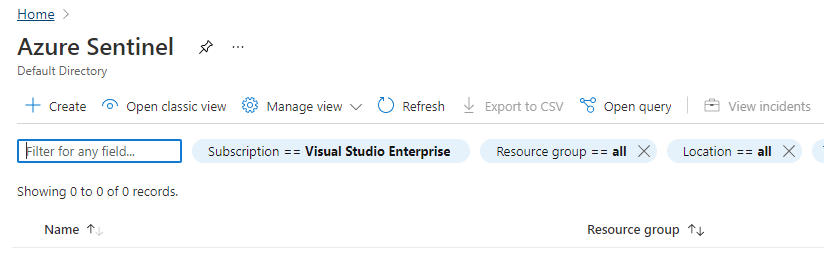 Home
Azure Sentinel
Default Directory
Create Open classic view Manage view Refresh Export to CSV Open query View incidents
Filter for any field... Subscription == Visual Studio Enterprise Resource group == all Location == all
Showing 0 to 0 of 0 records.
Name Resource group